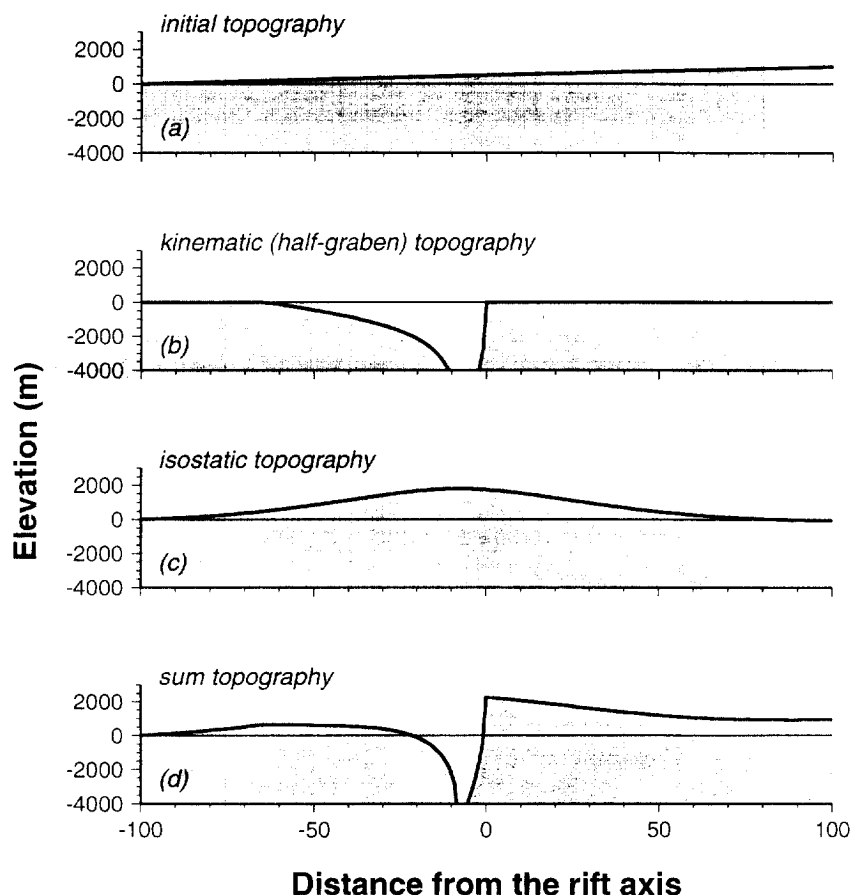 initial topography
2000
0
-2000
-4000
(a)
kinematic (half-graben) topography
2000
0
-2000
-4000
(b)
Elevation (m)
isostatic topography
2000
0
-2000
-4000
(c)
sum topography
2000
0
-2000
-4000
(d)
-100 -50 0 50 100
Distance from the rift axis